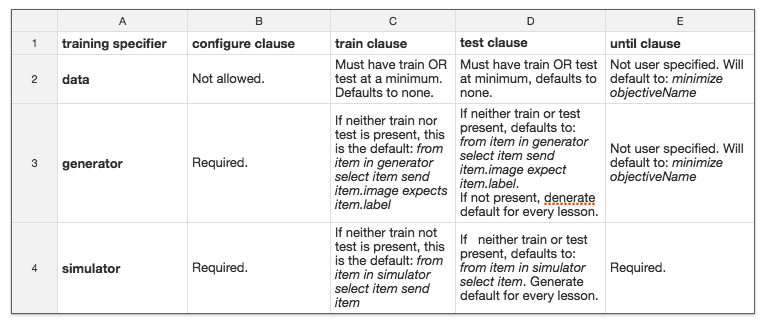 A B C D E
1 training specifier configure clause train clause test clause until clause
2 data Not allowed. Must have train OR
test at a minimum.
Defaults to none. Must have train OR test
at minimum, defaults to
none. Not user specified. Will
default to: minimize
objectiveName
3 generator Required. If neither train nor
test is present, this
is the default: from
item in generator
select item send
item.image expects
item.label If neither train or test
present, defaults to:
from item in generator
select item send
item.image expect
item.label.
If not present, denerate
default for every lesson. Not user specified. Will
default to: minimize
objectiveName
4 simulator Required. If neither train not
test is present, this
is the default: from
item in simulator
select item send
item If neither train or test
present, defaults to:
from item in simulator
select item. Generate
default for every lesson. Required.